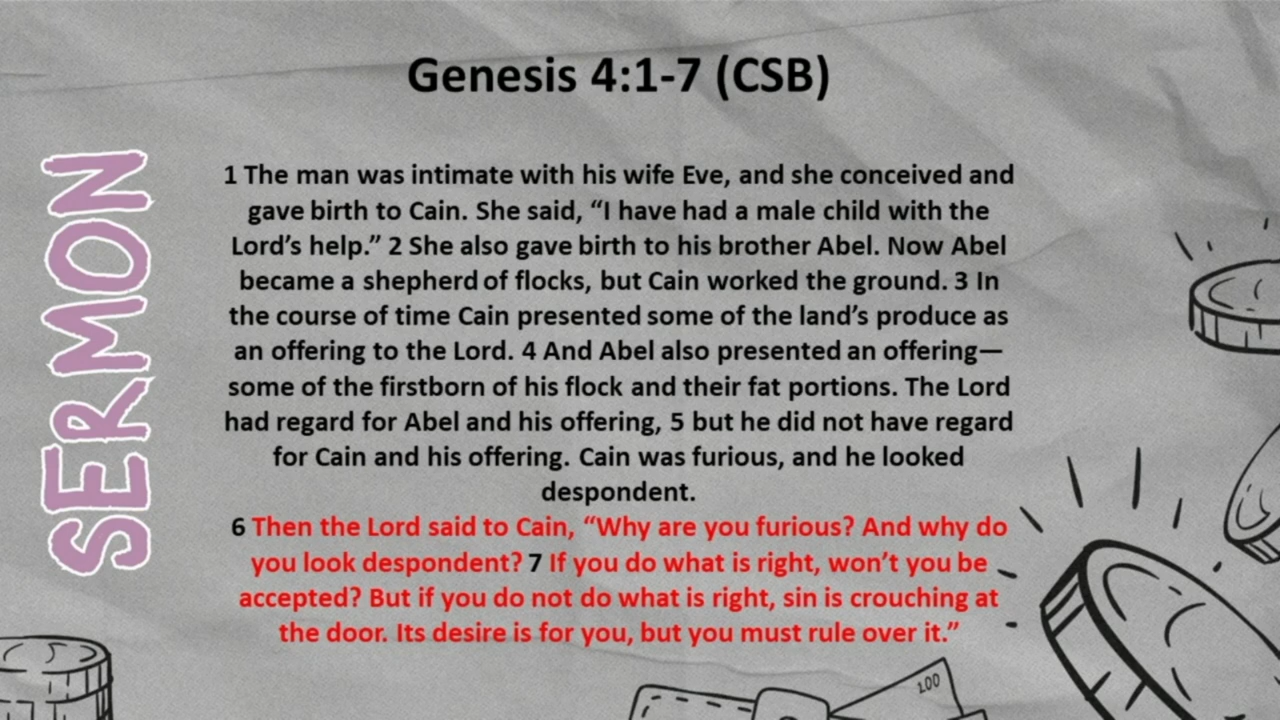 Genesis 4:1-7 (CSB)
SERMON
1 The man was intimate with his wife Eve, and she conceived and
gave birth to Cain. She said, “I have had a male child with the
Lord’s help.” 2 She also gave birth to his brother Abel. Now Abel
became a shepherd of flocks, but Cain worked the ground. 3 In
the course of time Cain presented some of the land’s produce as
an offering to the Lord. 4 And Abel also presented an offering—
some of the firstborn of his flock and their fat portions. The Lord
had regard for Abel and his offering, 5 but he did not have regard
for Cain and his offering. Cain was furious, and he looked
despondent.
6 Then the Lord said to Cain, “Why are you furious? And why do
you look despondent? 7 If you do what is right, won’t you be
accepted? But if you do not do what is right, sin is crouching at
the door. Its desire is for you, but you must rule over it.”
100